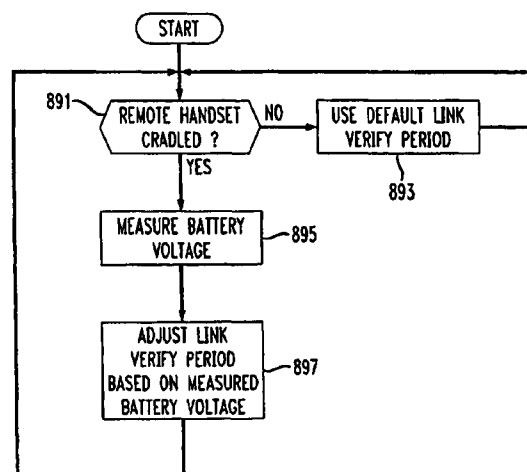 START
891
REMOTE HANDSET
CRADLED ?
NO
USE DEFAULT LINK
VERIFY PERIOD
893
YES
MEASURE BATTERY
VOLTAGE
895
ADJUST LINK
VERIFY PERIOD
BASED ON MEASURED
BATTERY VOLTAGE
897